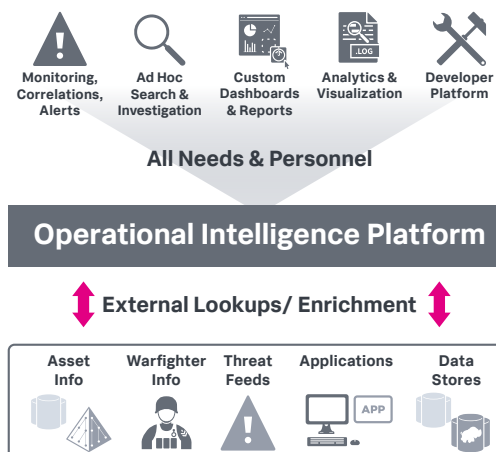 .LOG
Monitoring,
Correlations,
Alerts
Ad Hoc
Search &
Investigation
Custom
Dashboards
& Reports
Analytics &
Visualization
Developer
Platform
All Needs & Personnel
Operational Intelligence Platform
External Lookups/ Enrichment
Asset
Info
Warfighter
Info
Threat
Feeds
Applications
Data
Stores
APP